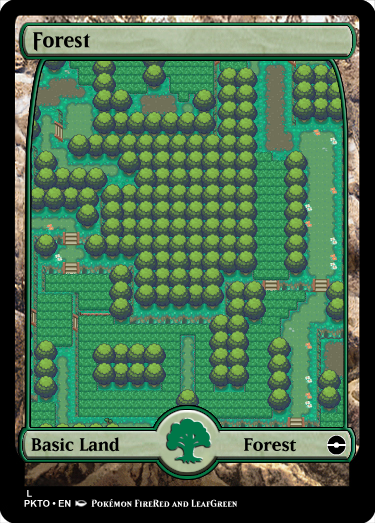 Forest
Basic Land Forest
L
PKTO • EN Pokémon FireRed and LeafGreen